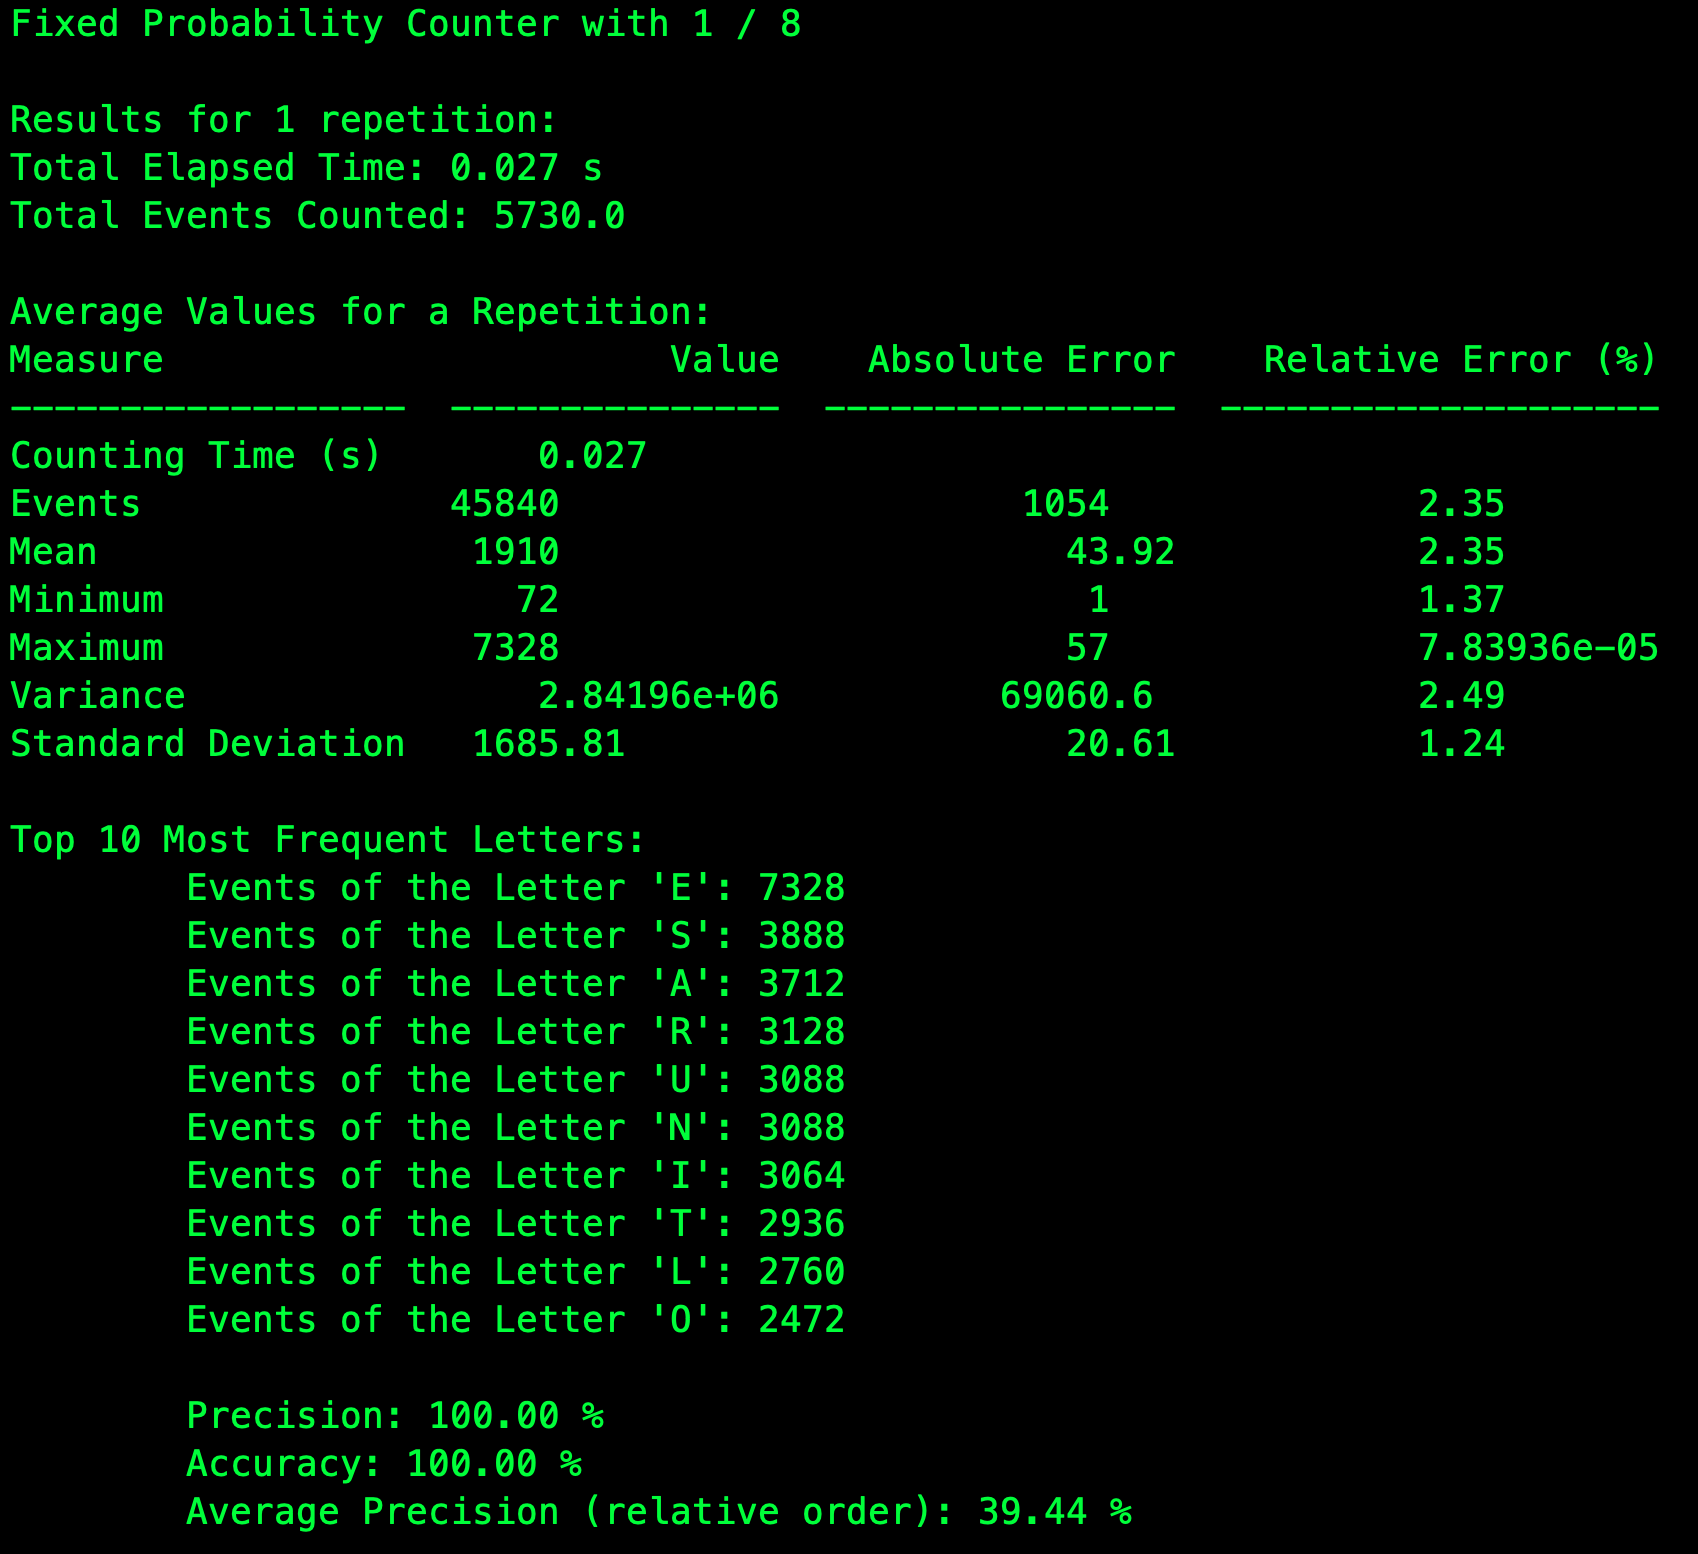 Fixed Probability Counter with 1 / 8
Results for 1 repetition:
Total Elapsed Time: 0.027 s
Total Events Counted: 5730.0
Average Values for a Repetition:
Measure                       Value    Absolute Error    Relative Error (%)
------------------  ---------------  ----------------  --------------------
Counting Time (s)       0.027
Events              45840                     1054              2.35
Mean                 1910                       43.92           2.35
Minimum                72                        1              1.37
Maximum              7328                       57              7.83936e-05
Variance                2.84196e+06          69060.6            2.49
Standard Deviation   1685.81                    20.61           1.24
Top 10 Most Frequent Letters:
Events of the Letter 'E': 7328
Events of the Letter 'S': 3888
Events of the Letter 'A': 3712
Events of the Letter 'R': 3128
Events of the Letter 'U': 3088
Events of the Letter 'N': 3088
Events of the Letter 'I': 3064
Events of the Letter 'T': 2936
Events of the Letter 'L': 2760
Events of the Letter 'O': 2472
Precision: 100.00 %
Accuracy: 100.00 %
Average Precision (relative order): 39.44 %